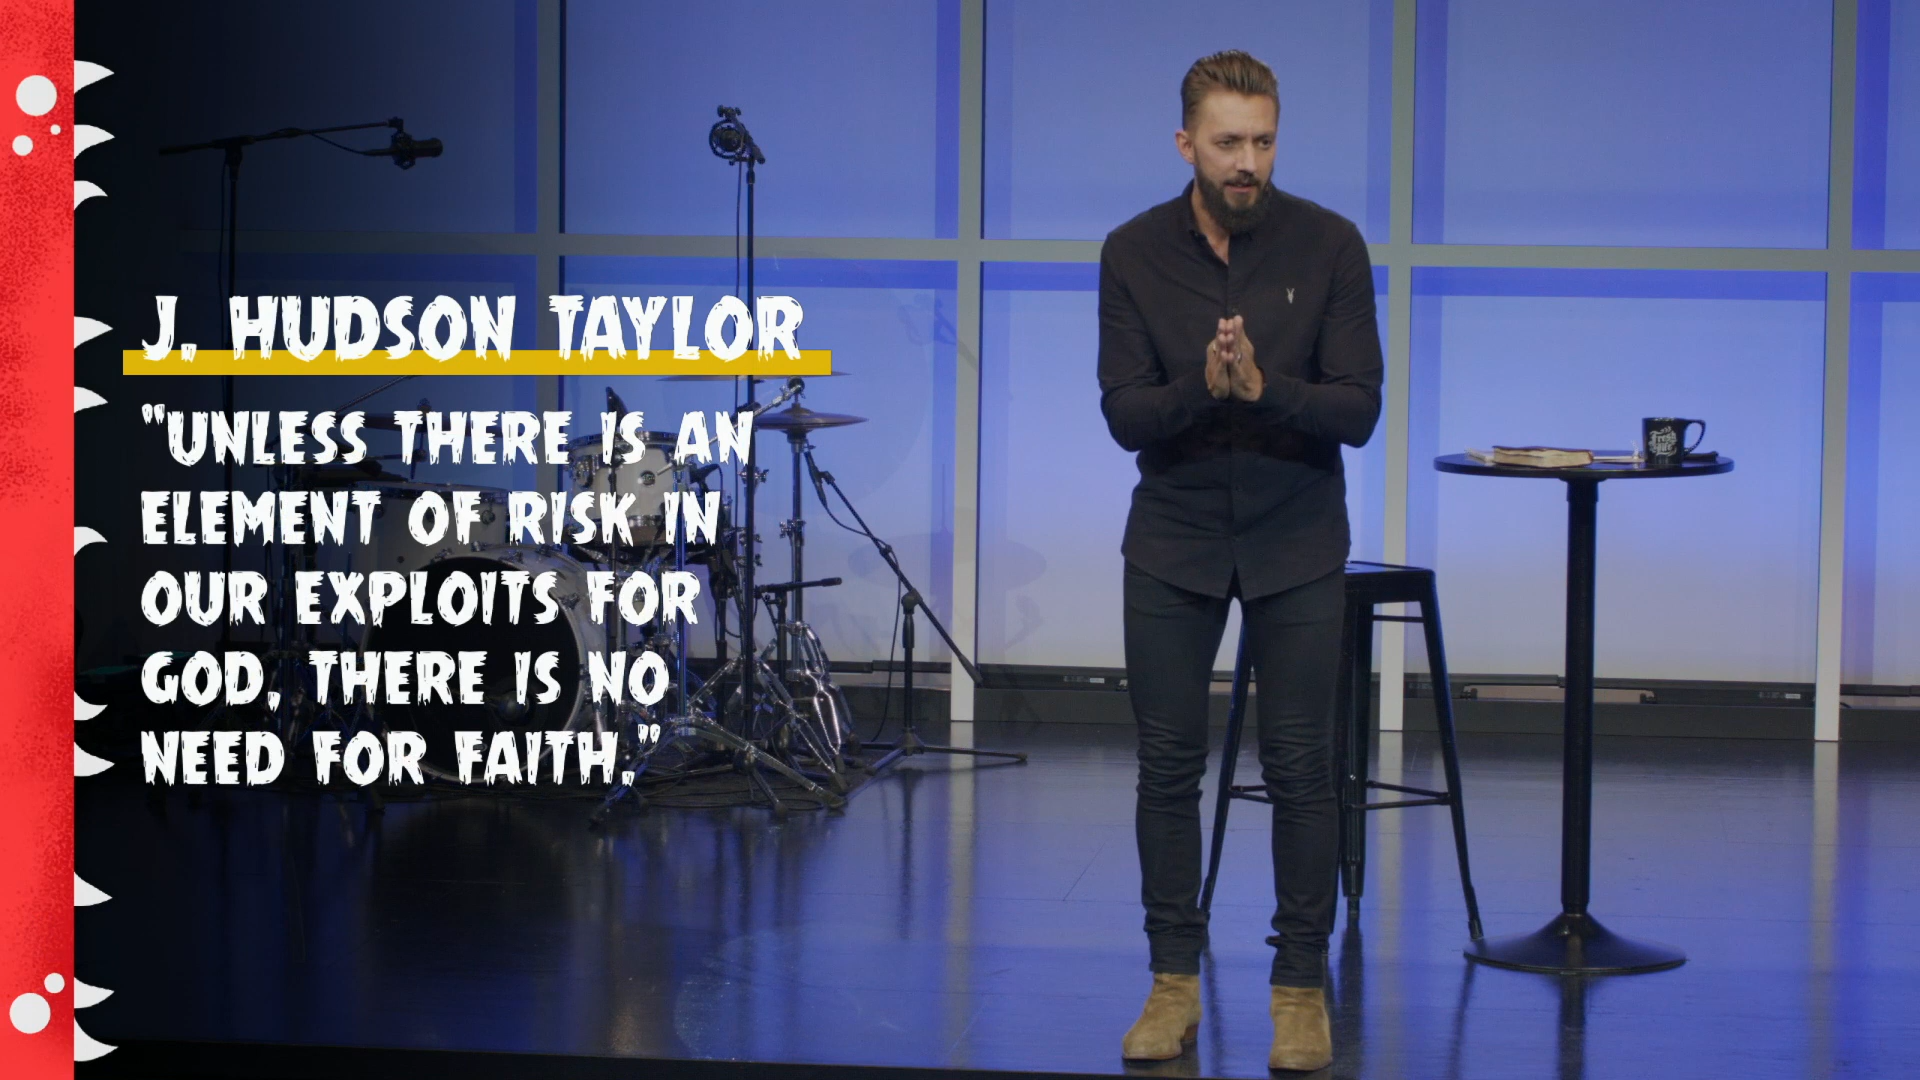 J. HUDSON TAYLOR
"UNLESS THERE IS AN
ELEMENT OF RISK IN
OUR EXPLOITS FOR
GOD, THERE IS NO
NEED FOR FAITH."